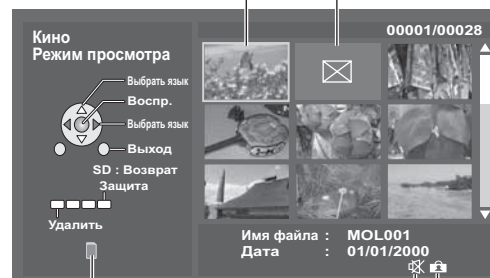 Кино
Режим просмотра
00001/00028
Выбрать язык
Воспр.
Выбрать язык
Выход
SD : Возврат
Защита
Удалить
Имя файла : MOL001
Дата : 01/01/2000